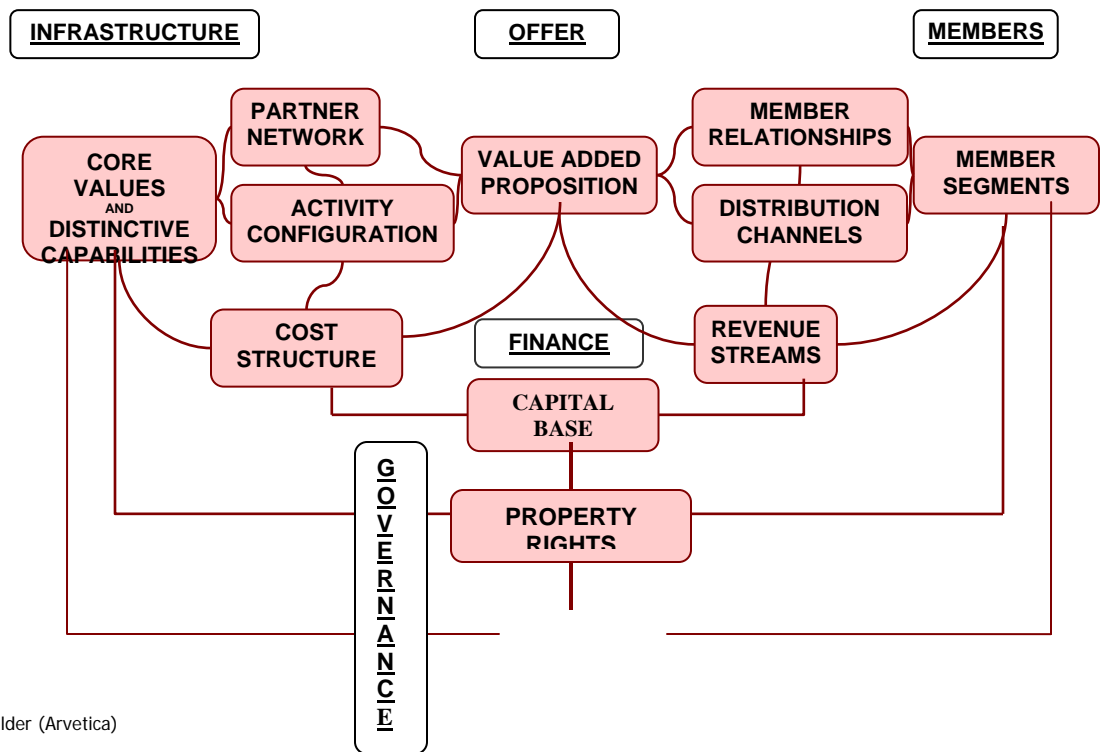 INFRASTRUCTURE
OFFER
MEMBERS
PARTNER
NETWORK
MEMBER
RELATIONSHIPS
CORE
VALUES
AND
DISTINCTIVE
CAPABILITIES
VALUE ADDED
PROPOSITION
MEMBER
SEGMENTS
ACTIVITY
CONFIGURATION
DISTRIBUTION
CHANNELS
COST
STRUCTURE
FINANCE
REVENUE
STREAMS
CAPITAL
BASE
GOVERNANCE
PROPERTY
RIGHTS
lder (Arvetica)